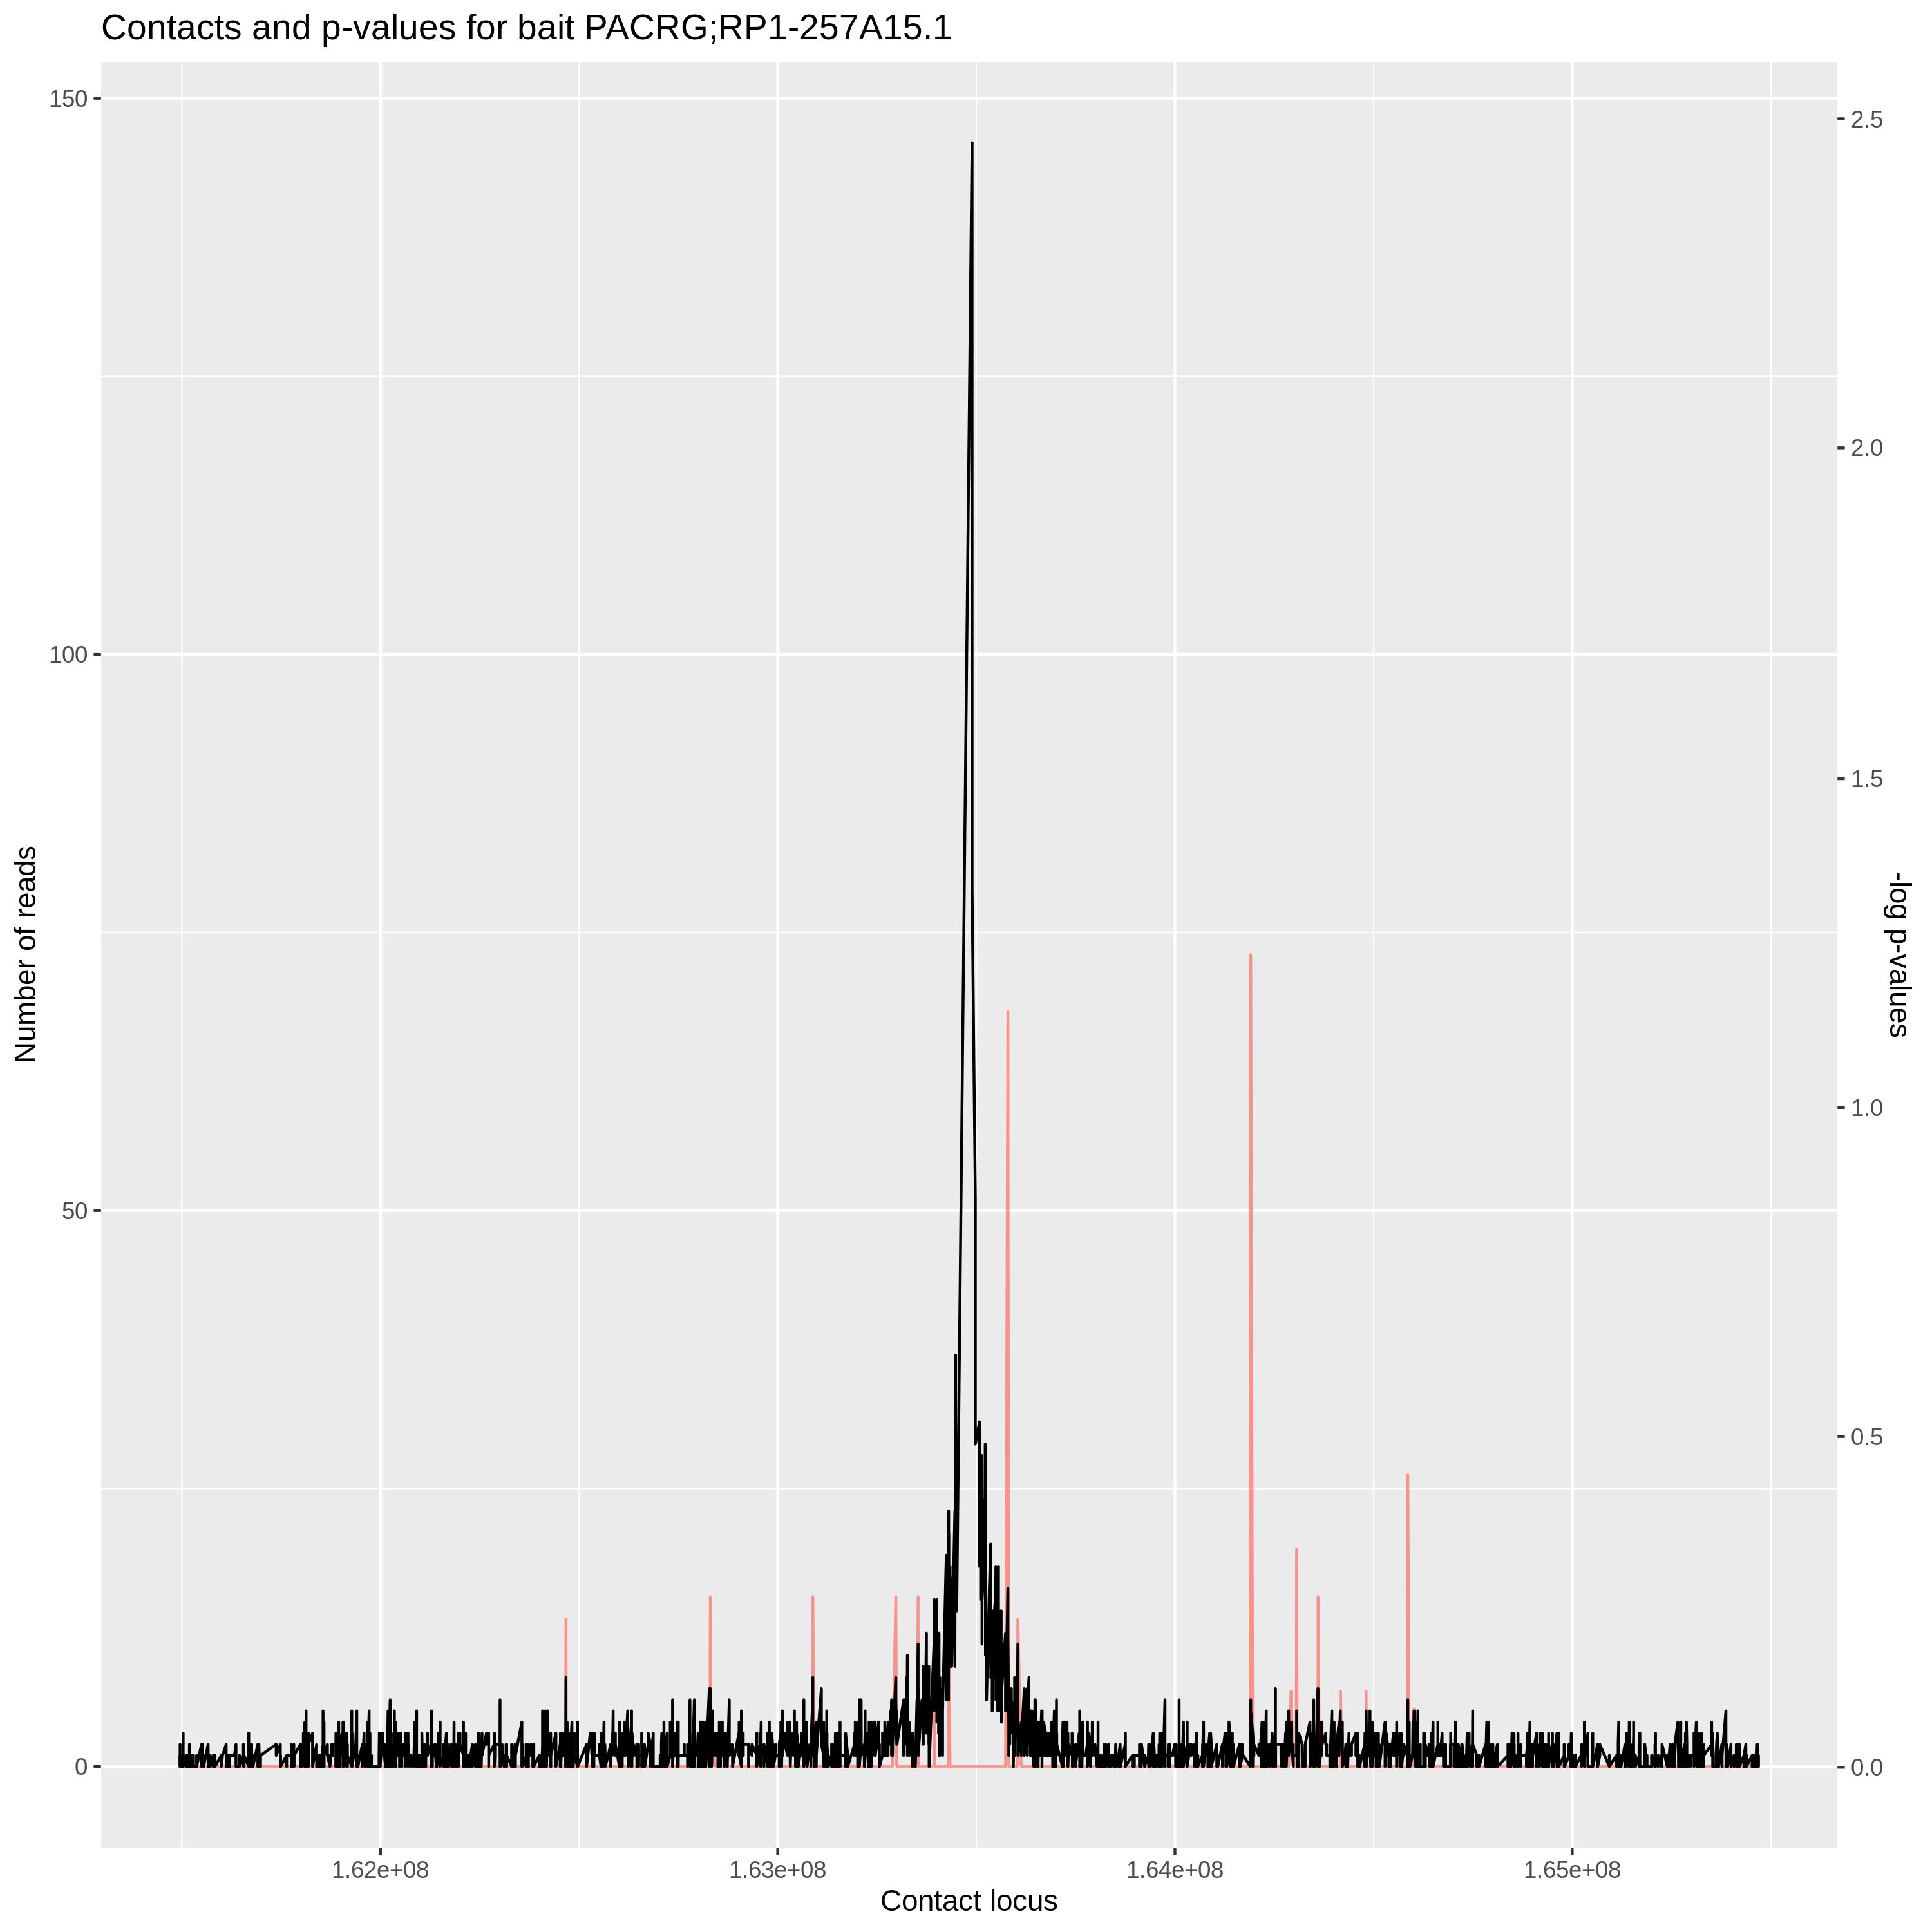 Contacts and p-values for bait PACRG;RP1-257A15.1
150
100
50
0
Number of reads
2.5
2.0
1.5
1.0
0.5
0.0
-log p-values
1.62e+08
1.63e+08
1.64e+08
1.65e+08
Contact locus